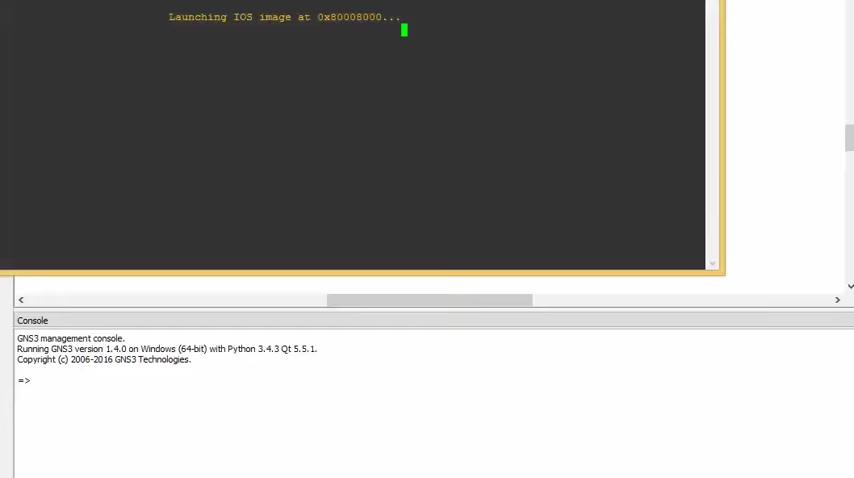 Launching IOS image at 0x80008000...
Console
GNS3 management console.
Running GNS3 version 1.4.0 on Windows (64-bit) with Python 3.4.3 Qt 5.5.1.
Copyright (c) 2006-2016 GNS3 Technologies.
=>